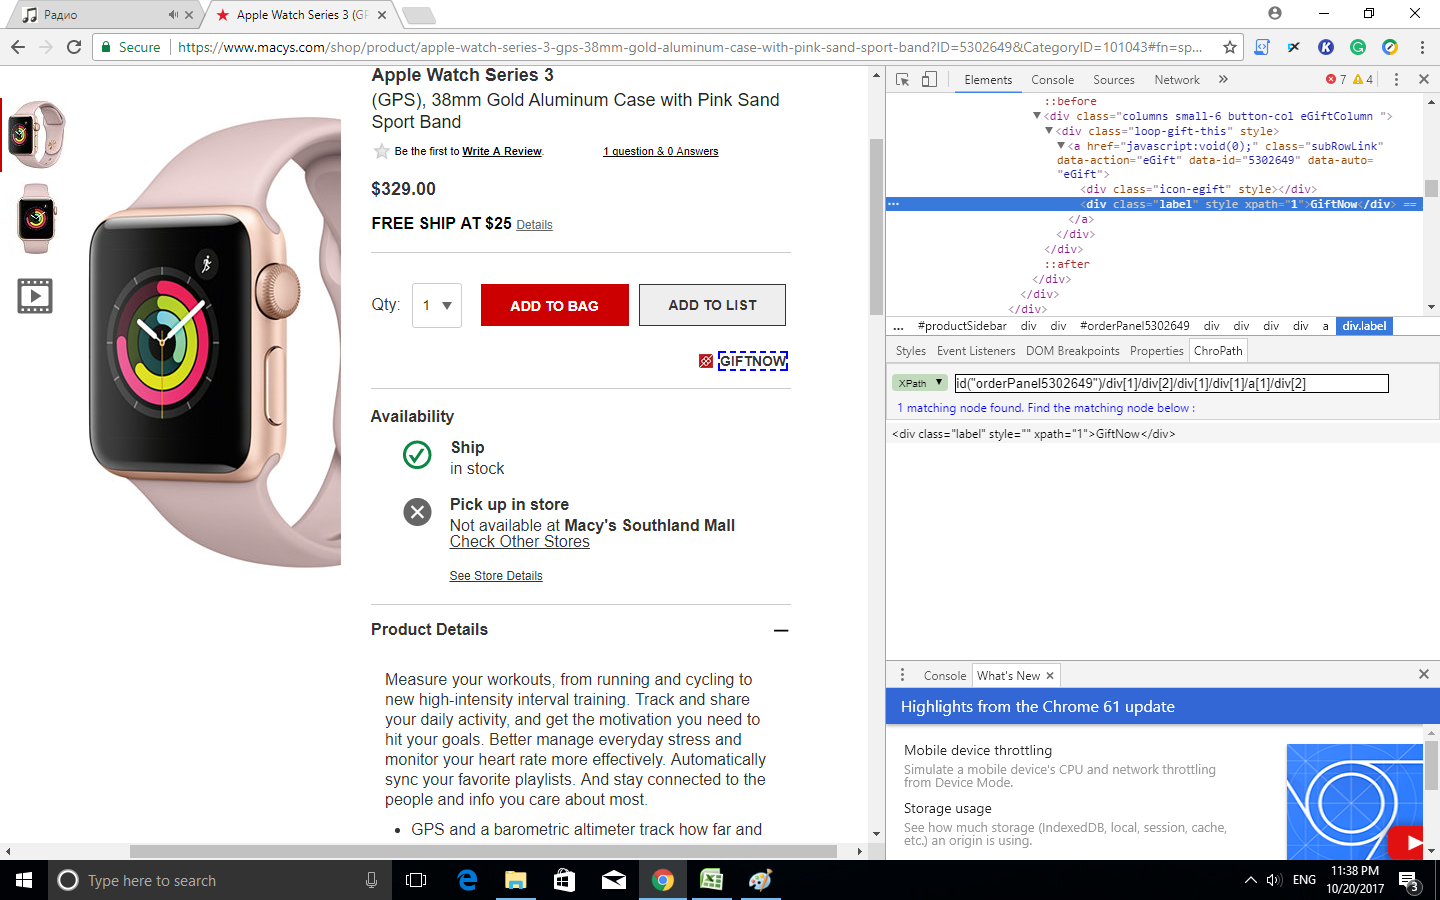 Радио
Apple Watch Series 3 (GP
Secure
https://www.macys.com/shop/product/apple-watch-series-3-gps-38mm-gold-aluminum-case-with-pink-sand-sport-band?ID=5302649&CategoryID=101043#fn=sp...
Apple Watch Series 3
(GPS), 38mm Gold Aluminum Case with Pink Sand
Sport Band
Be the first to Write A Review.
1 question & 0 Answers
$329.00
FREE SHIP AT $25 Details
Qty:
1
ADD TO BAG
ADD TO LIST
GIFTNOW
Availability
Ship
in stock
Pick up in store
Not available at Macy's Southland Mall
Check Other Stores
See Store Details
Product Details
Measure your workouts, from running and cycling to
new high-intensity interval training. Track and share
your daily activity, and get the motivation you need to
hit your goals. Better manage everyday stress and
monitor your heart rate more effectively. Automatically
sync your favorite playlists. And stay connected to the
people and info you care about most.
• GPS and a barometric altimeter track how far and
Elements Console Sources Network » 7 4
::before
<div class="columns small-6 button-col eGiftColumn ">
<div class="loop-gift-this" style>
<a href="javascript:void(0);" class="subRowLink"
data-action="eGift" data-id="5302649" data-auto=
"eGift">
<div class="icon-egift" style></div>
... <div class="label" style xpath="1">GiftNow</div> ==
</a>
</div>
</div>
::after
</div>
</div>
</div>
... #productSidebar div div #orderPanel5302649 div div div div a div.label
Styles Event Listeners DOM Breakpoints Properties ChroPath
XPath
id("orderPanel5302649")/div[1]/div[2]/div[1]/div[1]/a[1]/div[2]
1 matching node found. Find the matching node below :
<div class="label" style="" xpath="1">GiftNow</div>
Console What's New
Highlights from the Chrome 61 update
Mobile device throttling
Simulate a mobile device's CPU and network throttling
from Device Mode.
Storage usage
See how much storage (IndexedDB, local, session, cache,
etc.) an origin is using.
Type here to search
ENG
11:38 PM
10/20/2017
3